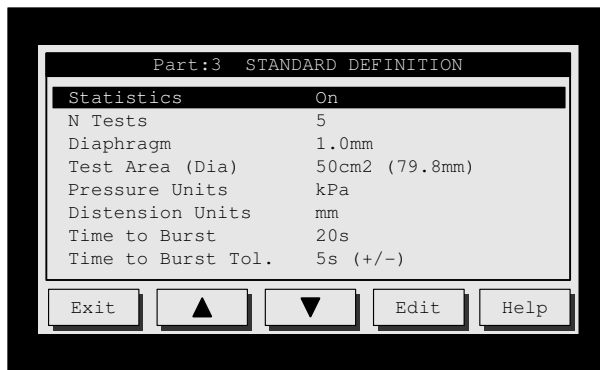 Part:3 STANDARD DEFINITION
Statistics On
N Tests 5
Diaphragm 1.0mm
Test Area (Dia) 50cm2 (79.8mm)
Pressure Units kPa
Distension Units mm
Time to Burst 20s
Time to Burst Tol. 5s (+/-)
Exit ▲ ▼ Edit Help